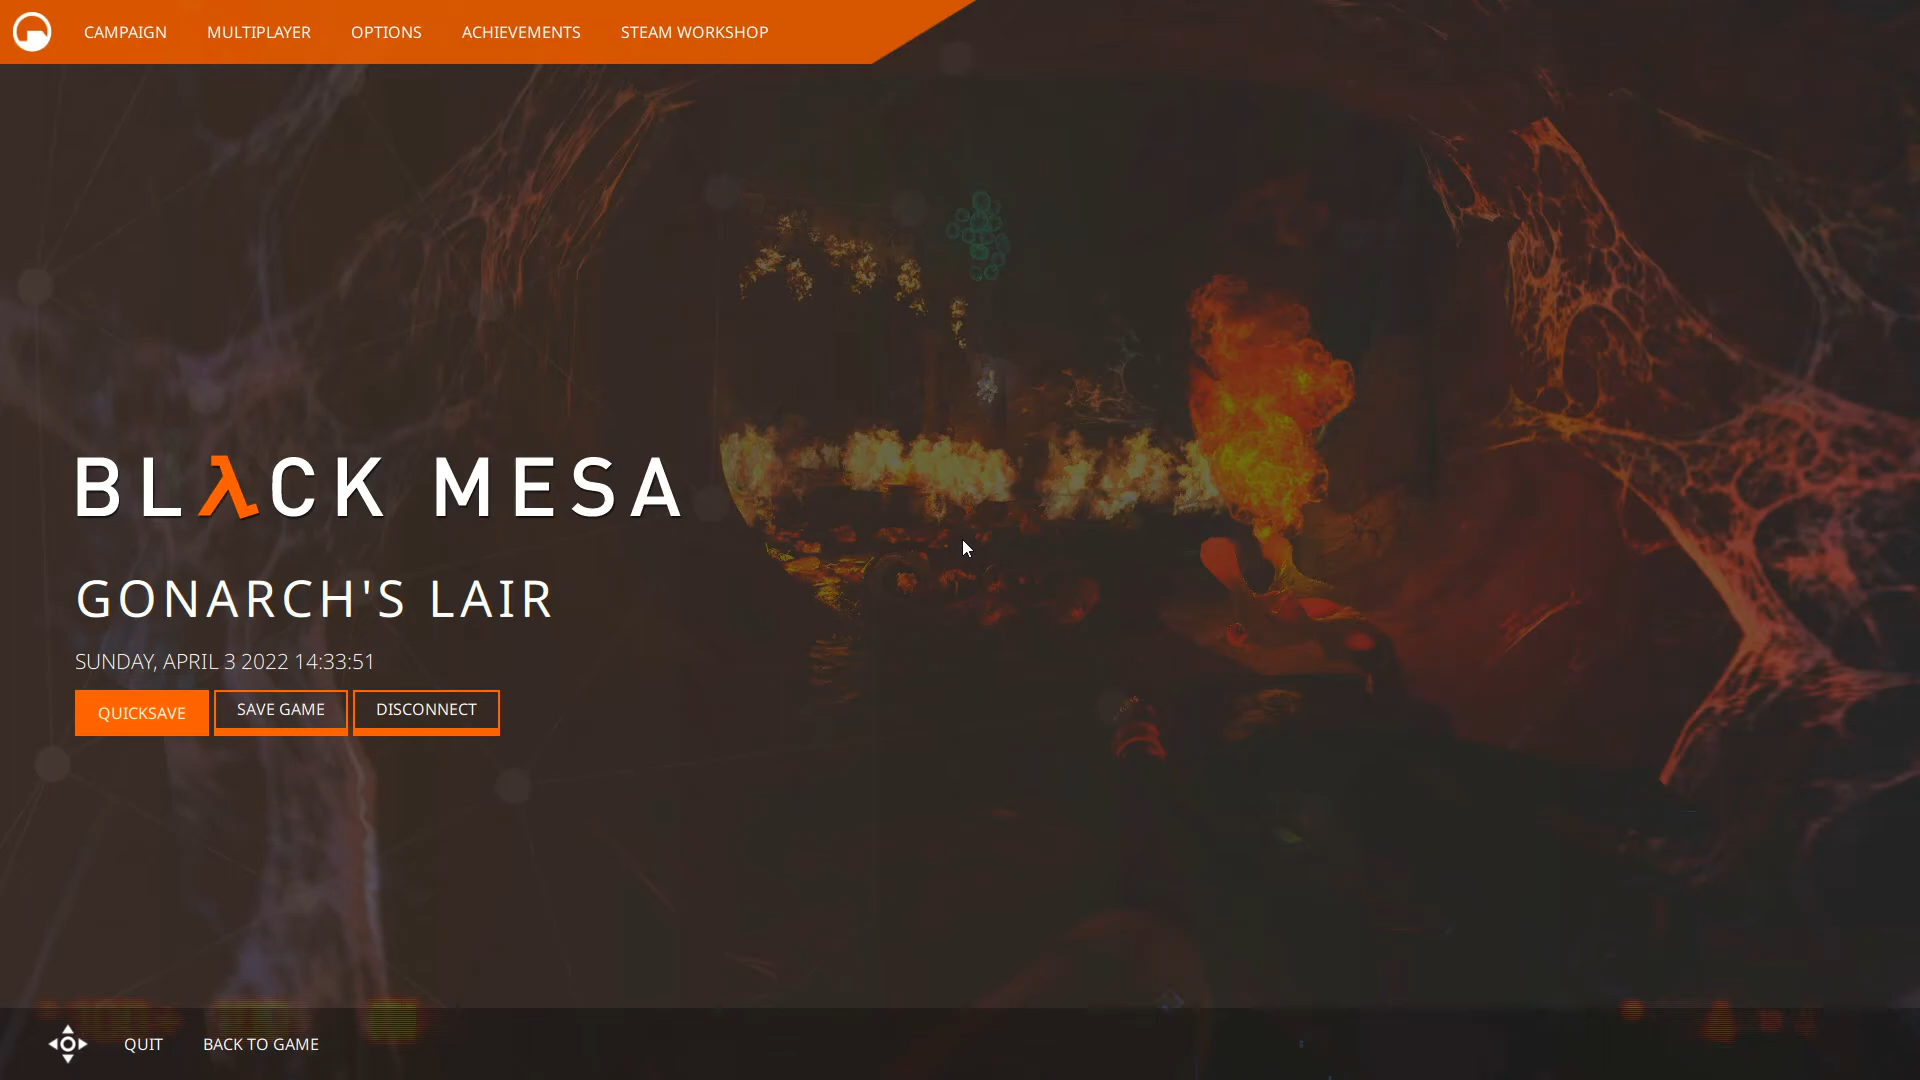 CAMPAIGN MULTIPLAYER OPTIONS ACHIEVEMENTS STEAM WORKSHOP
BLλCK MESA
GONARCH'S LAIR
SUNDAY, APRIL 3 2022 14:33:51
QUICKSAVE SAVE GAME DISCONNECT
QUIT BACK TO GAME